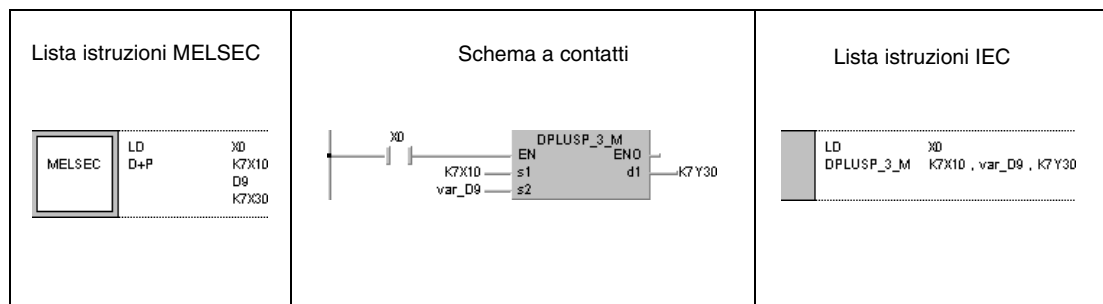 Lista istruzioni MELSEC
MELSEC
LD X0
D+P K7X10
D9
K7X30
Schema a contatti
X0
DPLUSP_3_M
EN ENO
K7X10 s1 d1 K7Y30
var_D9 s2
Lista istruzioni IEC
LD X0
DPLUSP_3_M K7X10 , var_D9 , K7Y30